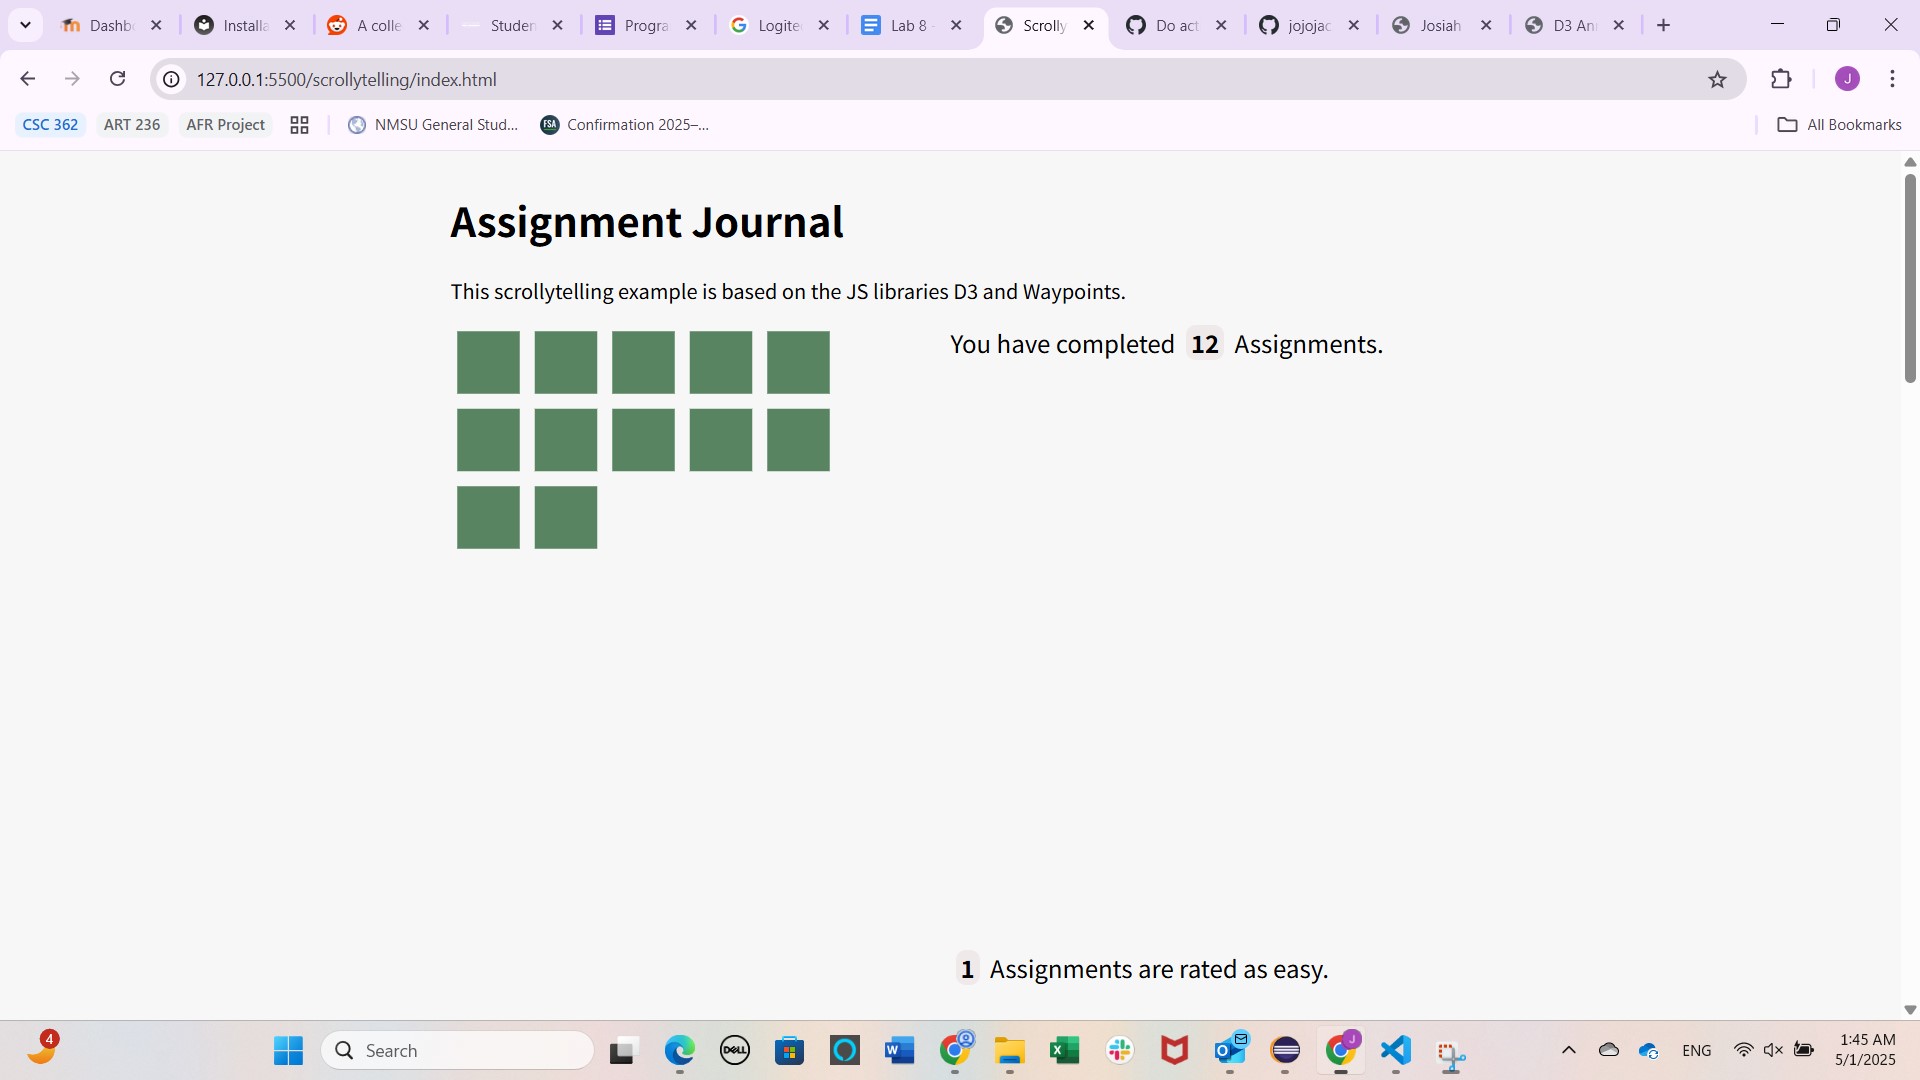 Dashb
Installa
A colle
Studen
Progra
Logite
Lab 8 -
Scrolly
Do act
jojojac
Josiah
D3 An
127.0.0.1:5500/scrollytelling/index.html
J
CSC 362
ART 236
AFR Project
NMSU General Stud...
FSA
Confirmation 2025–...
All Bookmarks
Assignment Journal
This scrollytelling example is based on the JS libraries D3 and Waypoints.
You have completed 12 Assignments.
1 Assignments are rated as easy.
4
Search
DELL
W
J
ENG
1:45 AM
5/1/2025